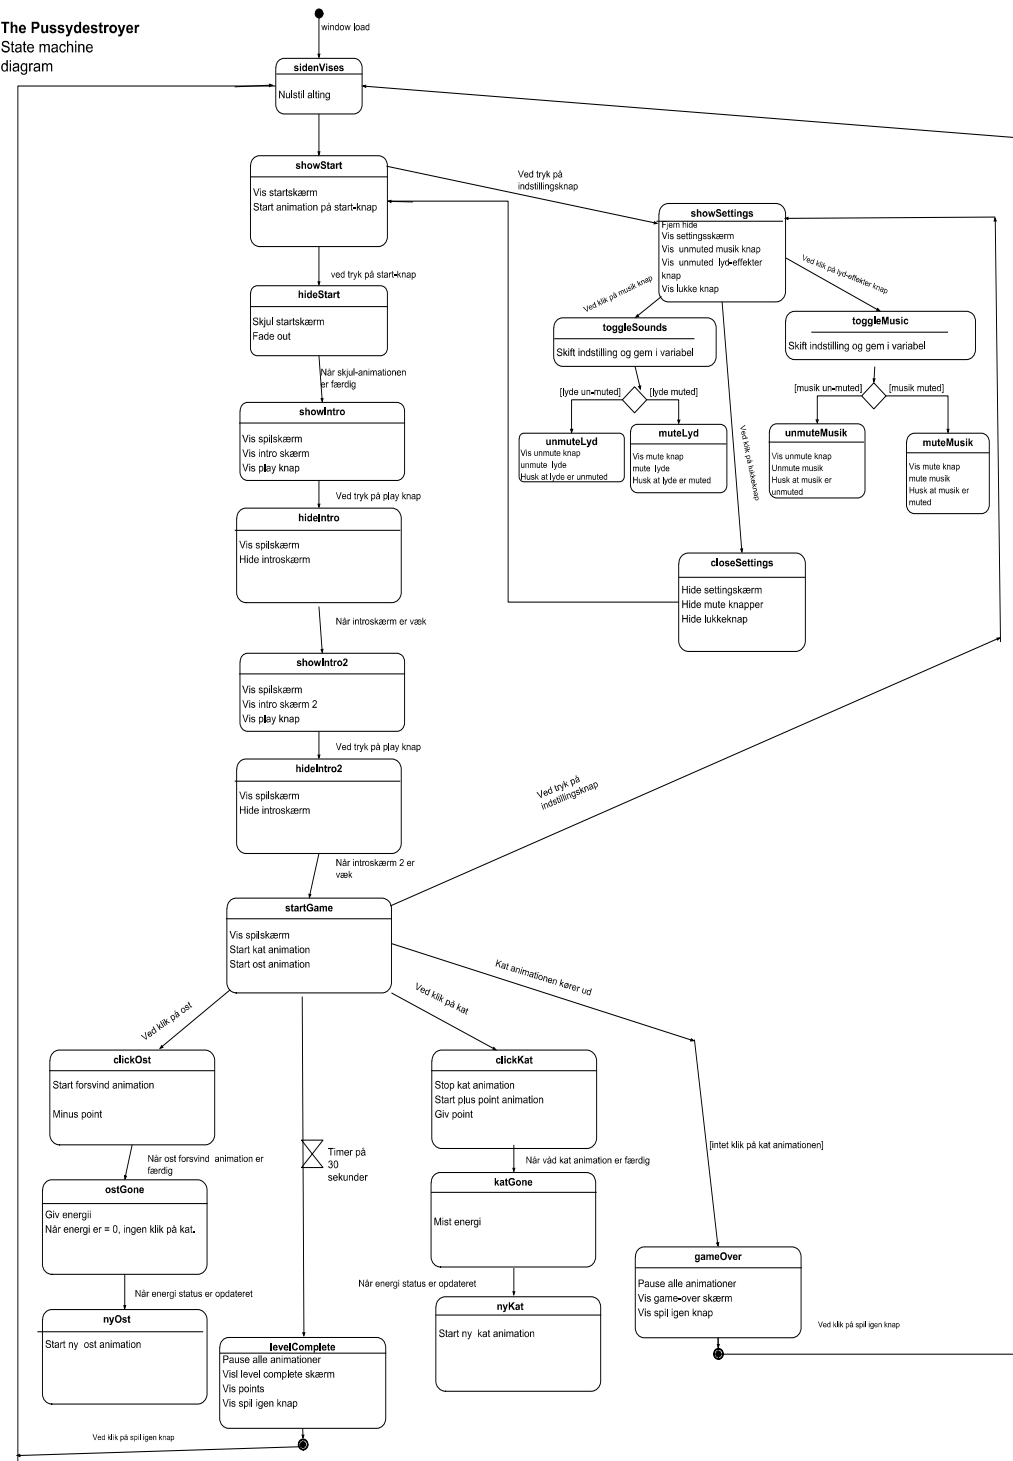 The Pussydestroyer
State machine
diagram
window load
sidenVises
Nulstil alting
showStart
Vis startskærm
Start animation på start-knap
Ved tryk på
indstillingsknap
showSettings
Fjern hide
Vis settingsskærm
Vis unmuted musik knap
Vis unmuted lyd-effekter
knap
Vis lukke knap
ved tryk på start-knap
hideStart
Skjul startskærm
Fade out
Ved klik på musik knap
Ved klik på lyd-effekter knap
toggleSounds
Skift indstilling og gem i variabel
toggleMusic
Skift indstilling og gem i variabel
Når skjul-animationen
er færdig
[lyde un-muted]
[lyde muted]
[musik un-muted]
[musik muted]
showIntro
Vis spilskærm
Vis intro skærm
Vis play knap
unmuteLyd
Vis unmute knap
unmute lyde
Husk at lyde er unmuted
muteLyd
Vis mute knap
mute lyde
Husk at lyde er muted
Ved klik på lukkeknap
unmuteMusik
Vis unmute knap
Unmute musik
Husk at musik er
unmuted
muteMusik
Vis mute knap
mute musik
Husk at musik er
muted
Ved tryk på play knap
hideIntro
Vis spilskærm
Hide introskærm
closeSettings
Hide settingskærm
Hide mute knapper
Hide lukkeknap
Når introskærm er væk
showIntro2
Vis spilskærm
Vis intro skærm 2
Vis play knap
Ved tryk på play knap
hideIntro2
Vis spilskærm
Hide introskærm
Ved tryk på
indstillingsknap
Når introskærm 2 er
væk
startGame
Vis spilskærm
Start kat animation
Start ost animation
Ved klik på ost
Ved klik på kat
Kat animationen kører ud
clickOst
Start forsvind animation
Minus point
clickKat
Stop kat animation
Start plus point animation
Giv point
Timer på
30
sekunder
[intet klik på kat animationen]
Når ost forsvind animation er
færdig
Når våd kat animation er færdig
ostGone
Giv energii
Når energi er = 0, ingen klik på kat.
katGone
Mist energi
gameOver
Pause alle animationer
Vis game-over skærm
Vis spil igen knap
Når energi status er opdateret
Når energi status er opdateret
nyOst
Start ny ost animation
nyKat
Start ny kat animation
Ved klik på spil igen knap
levelComplete
Pause alle animationer
Visl level complete skærm
Vis points
Vis spil igen knap
Ved klik på spil igen knap